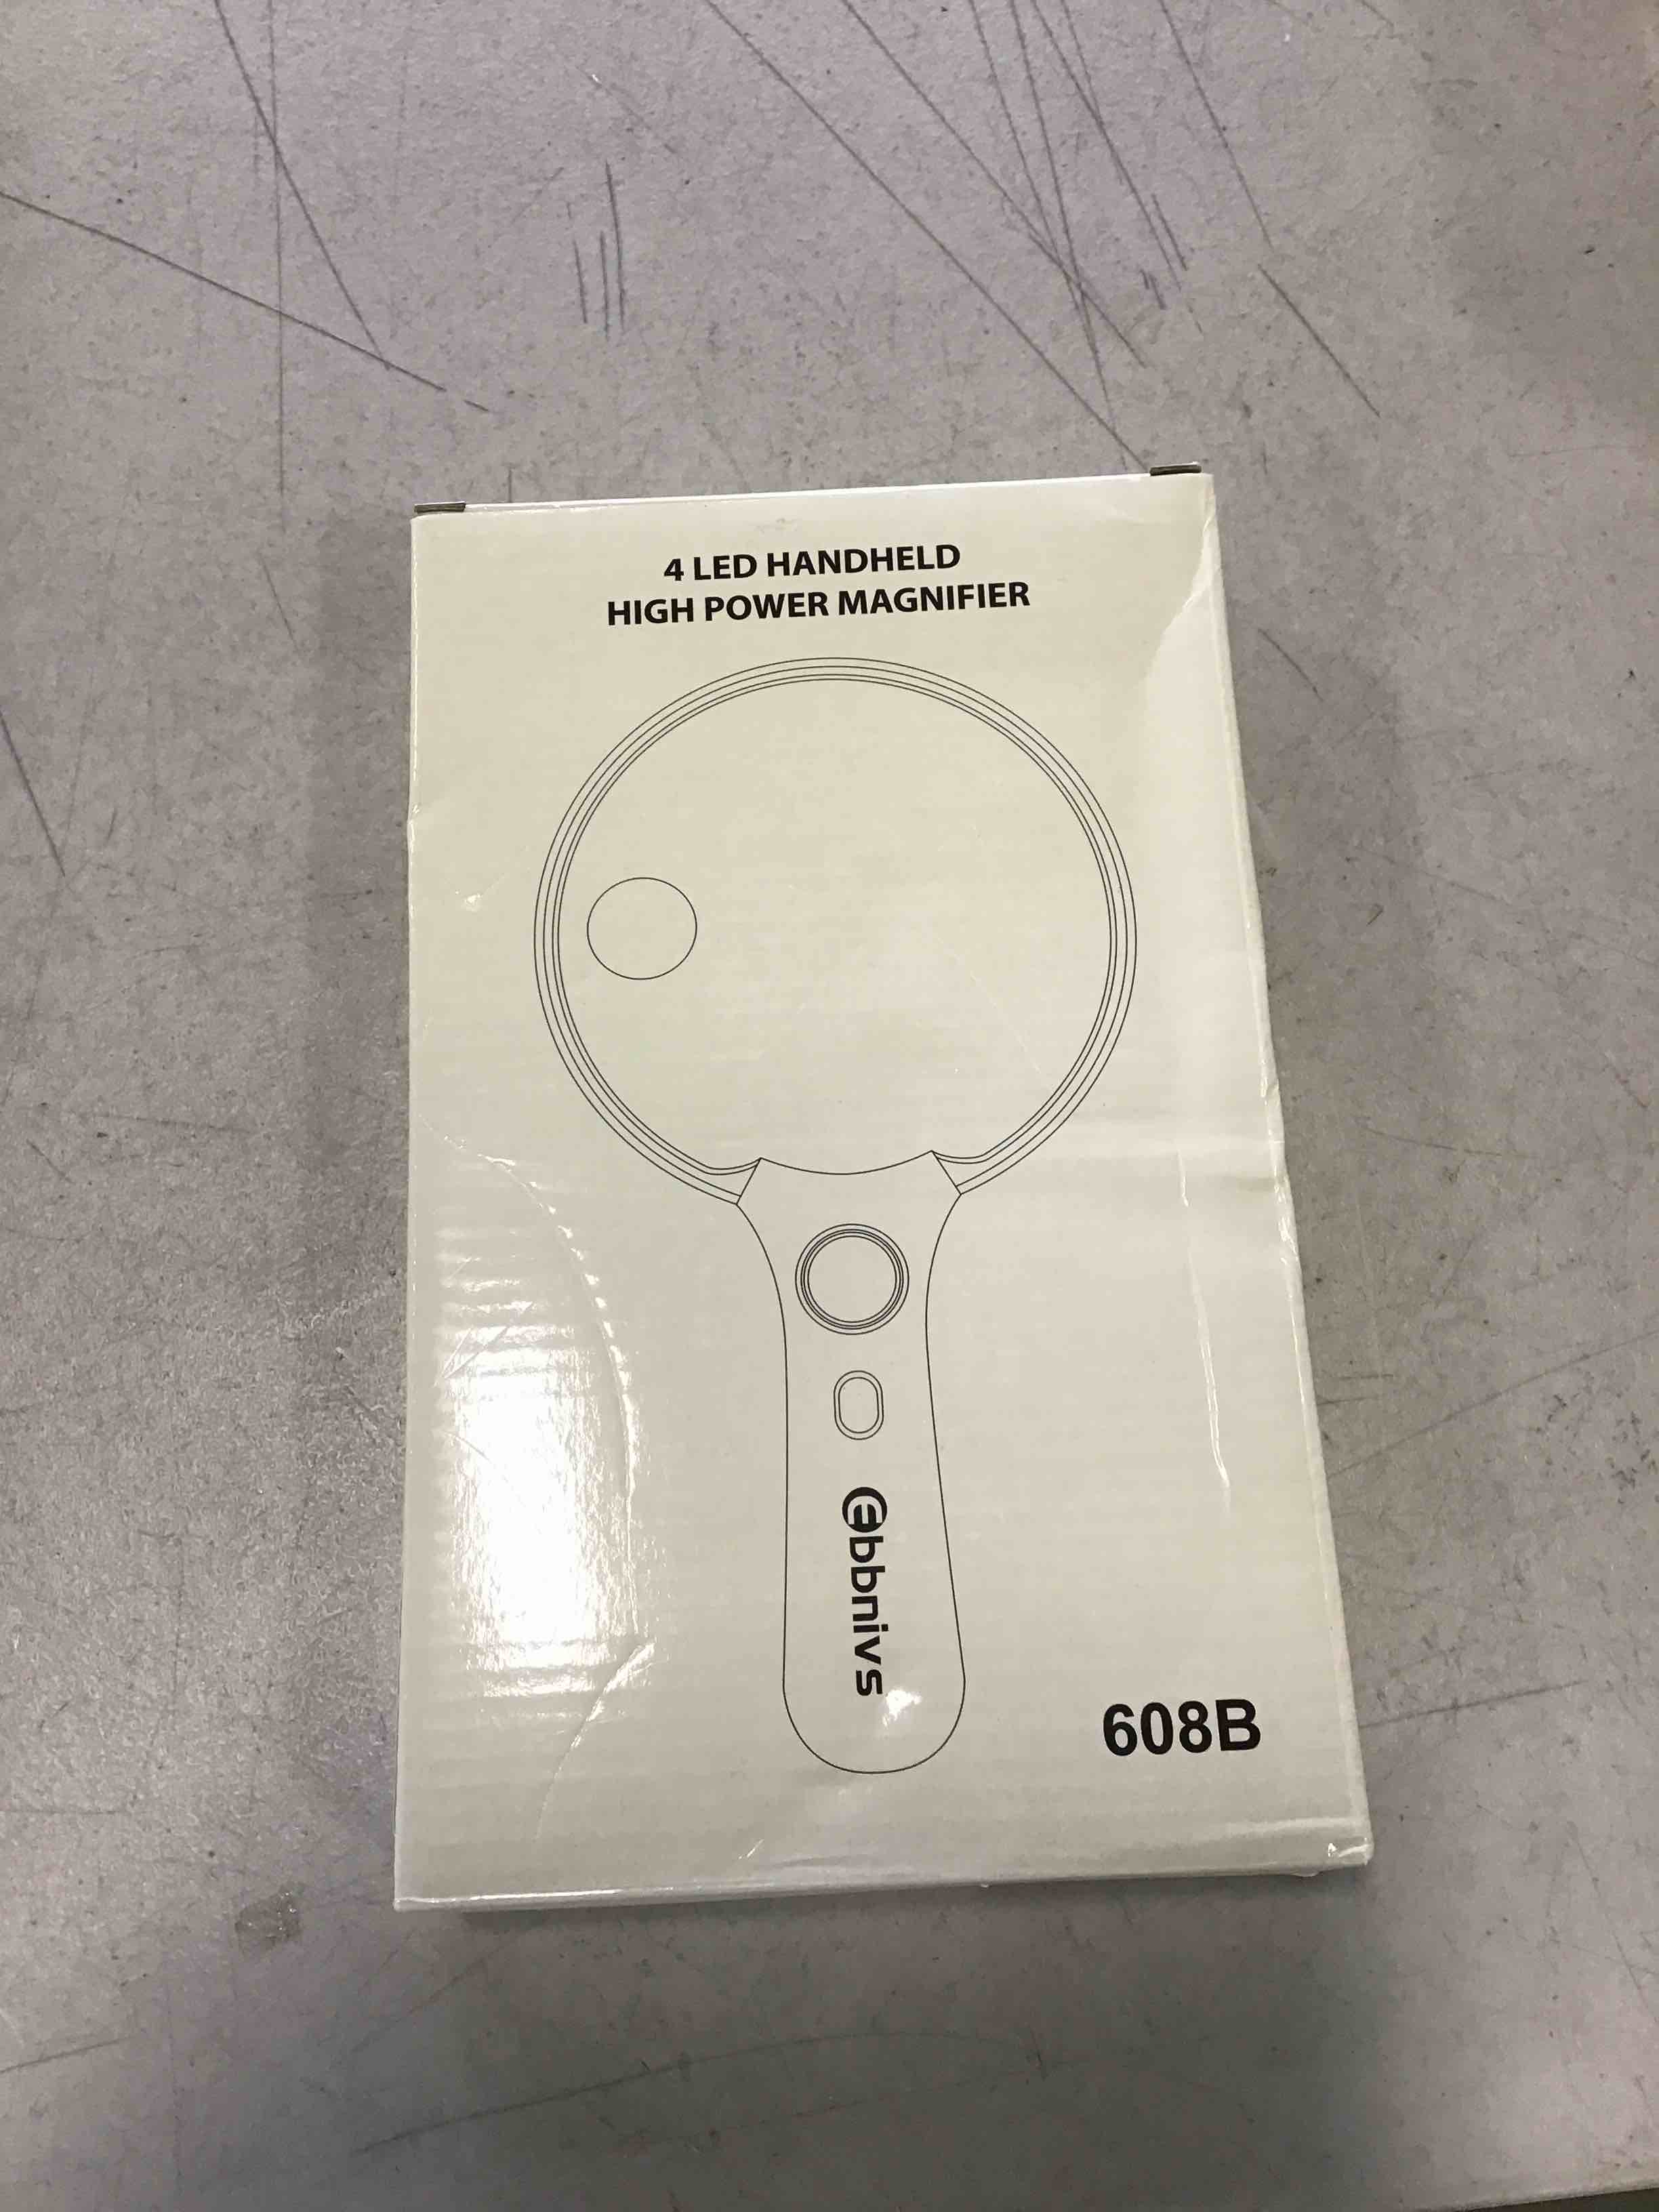 4 LED HANDHELD
HIGH POWER MAGNIFIER
Ebbnivs
608B